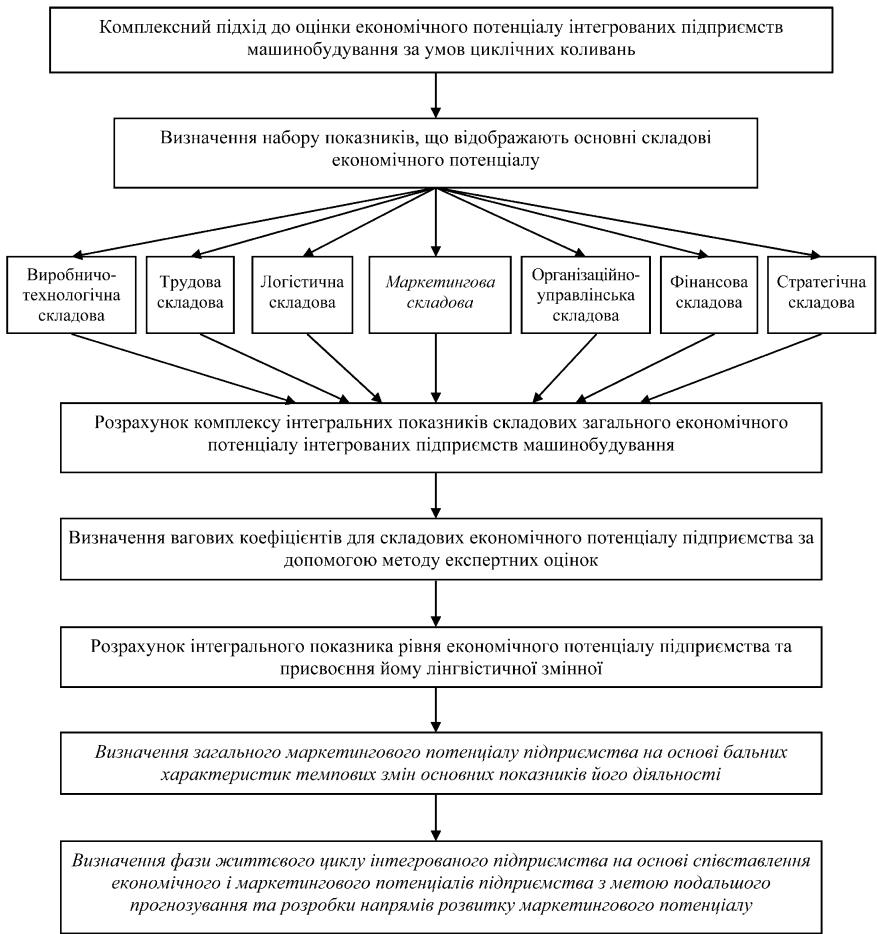 Комплексний підхід до оцінки економічного потенціалу інтегрованих підприємств
машинобудування за умов циклічних коливань
Визначення набору показників, що відображають основні складові
економічного потенціалу
Виробничо-
технологічна
складова
Трудова
складова
Логістична
складова
Маркетингова
складова
Організаційно-
управлінська
складова
Фінансова
складова
Стратегічна
складова
Розрахунок комплексу інтегральних показників складових загального економічного
потенціалу інтегрованих підприємств машинобудування
Визначення вагових коефіцієнтів для складових економічного потенціалу підприємства за
допомогою методу експертних оцінок
Розрахунок інтегрального показника рівня економічного потенціалу підприємства та
присвоєння йому лінгвістичної змінної
Визначення загального маркетингового потенціалу підприємства на основі бальних
характеристик темпових змін основних показників його діяльності
Визначення фази життєвого циклу інтегрованого підприємства на основі співставлення
економічного і маркетингового потенціалів підприємства з метою подальшого
прогнозування та розробки напрямів розвитку маркетингового потенціалу